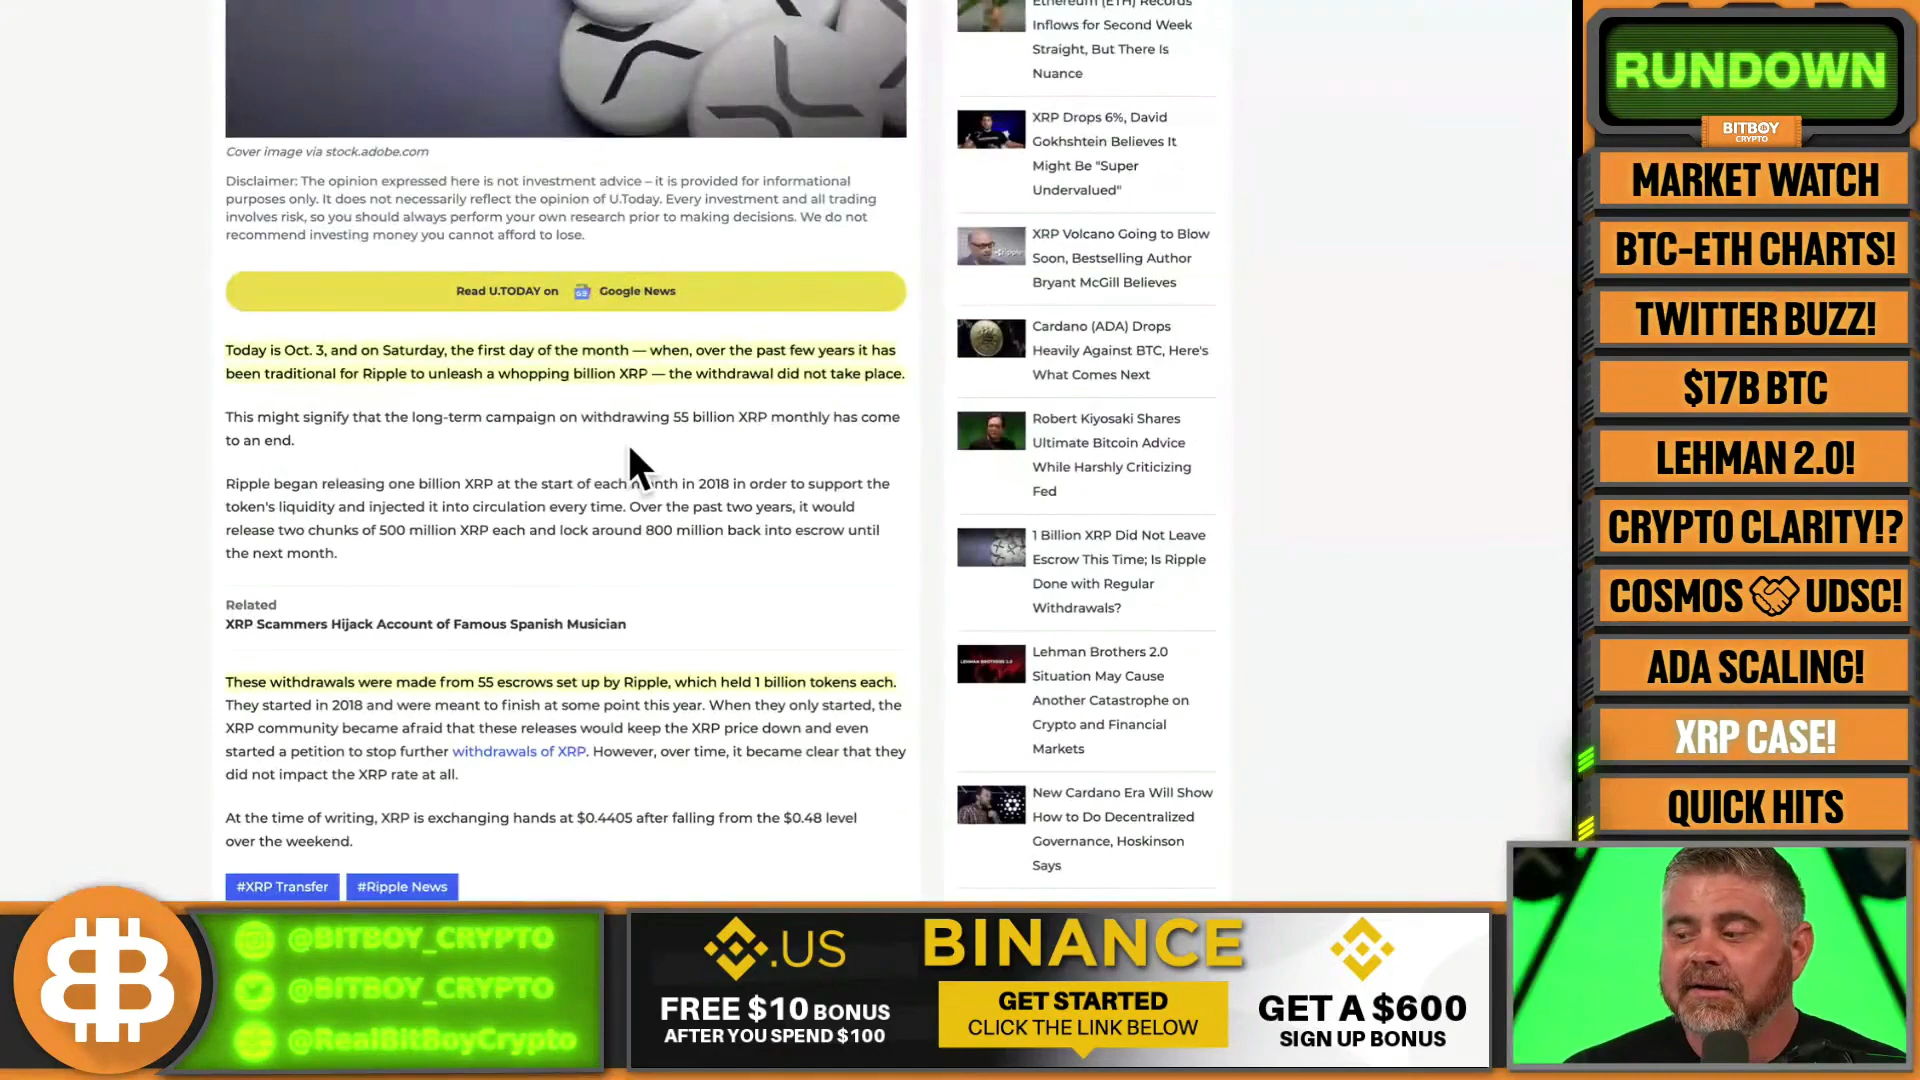 Cover image via stock.adobe.com
Disclaimer: The opinion expressed here is not investment advice – it is provided for informational
purposes only. It does not necessarily reflect the opinion of U.Today. Every investment and all trading
involves risk, so you should always perform your own research prior to making decisions. We do not
recommend investing money you cannot afford to lose.
Read U.TODAY on Google News
Today is Oct. 3, and on Saturday, the first day of the month — when, over the past few years it has
been traditional for Ripple to unleash a whopping billion XRP — the withdrawal did not take place.
This might signify that the long-term campaign on withdrawing 55 billion XRP monthly has come
to an end.
Ripple began releasing one billion XRP at the start of each month in 2018 in order to support the
token's liquidity and injected it into circulation every time. Over the past two years, it would
release two chunks of 500 million XRP each and lock around 800 million back into escrow until
the next month.
Related
XRP Scammers Hijack Account of Famous Spanish Musician
These withdrawals were made from 55 escrows set up by Ripple, which held 1 billion tokens each.
They started in 2018 and were meant to finish at some point this year. When they only started, the
XRP community became afraid that these releases would keep the XRP price down and even
started a petition to stop further withdrawals of XRP. However, over time, it became clear that they
did not impact the XRP rate at all.
At the time of writing, XRP is exchanging hands at $0.4405 after falling from the $0.48 level
over the weekend.
#XRP Transfer
#Ripple News
Ethereum (ETH) Records
Inflows for Second Week
Straight, But There Is
Nuance
XRP Drops 6%, David
Gokhshtein Believes It
Might Be "Super
Undervalued"
XRP Volcano Going to Blow
Soon, Bestselling Author
Bryant McGill Believes
Cardano (ADA) Drops
Heavily Against BTC, Here's
What Comes Next
Robert Kiyosaki Shares
Ultimate Bitcoin Advice
While Harshly Criticizing
Fed
1 Billion XRP Did Not Leave
Escrow This Time; Is Ripple
Done with Regular
Withdrawals?
LEHMAN BROTHERS 2.0
Lehman Brothers 2.0
Situation May Cause
Another Catastrophe on
Crypto and Financial
Markets
New Cardano Era Will Show
How to Do Decentralized
Governance, Hoskinson
Says
RUNDOWN
BITBOY
CRYPTO
MARKET WATCH
BTC-ETH CHARTS!
TWITTER BUZZ!
$17B BTC
LEHMAN 2.0!
CRYPTO CLARITY!?
COSMOS UDSC!
ADA SCALING!
XRP CASE!
QUICK HITS
@BITBOY_CRYPTO
@BITBOY_CRYPTO
@RealBitBoyCrypto
.US
FREE $10 BONUS
AFTER YOU SPEND $100
BINANCE
GET STARTED
CLICK THE LINK BELOW
GET A $600
SIGN UP BONUS